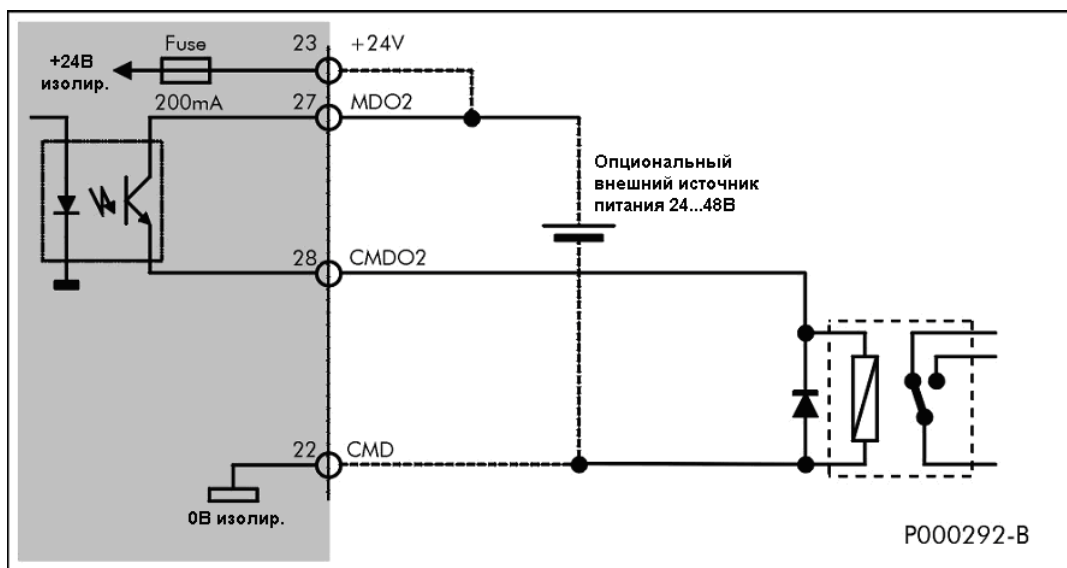 Fuse
23
+24V
+24В
изолир.
200mA
27
MDO2
Опциональный
внешний источник
питания 24...48В
28
CMDO2
22
CMD
0В изолир.
P000292-B